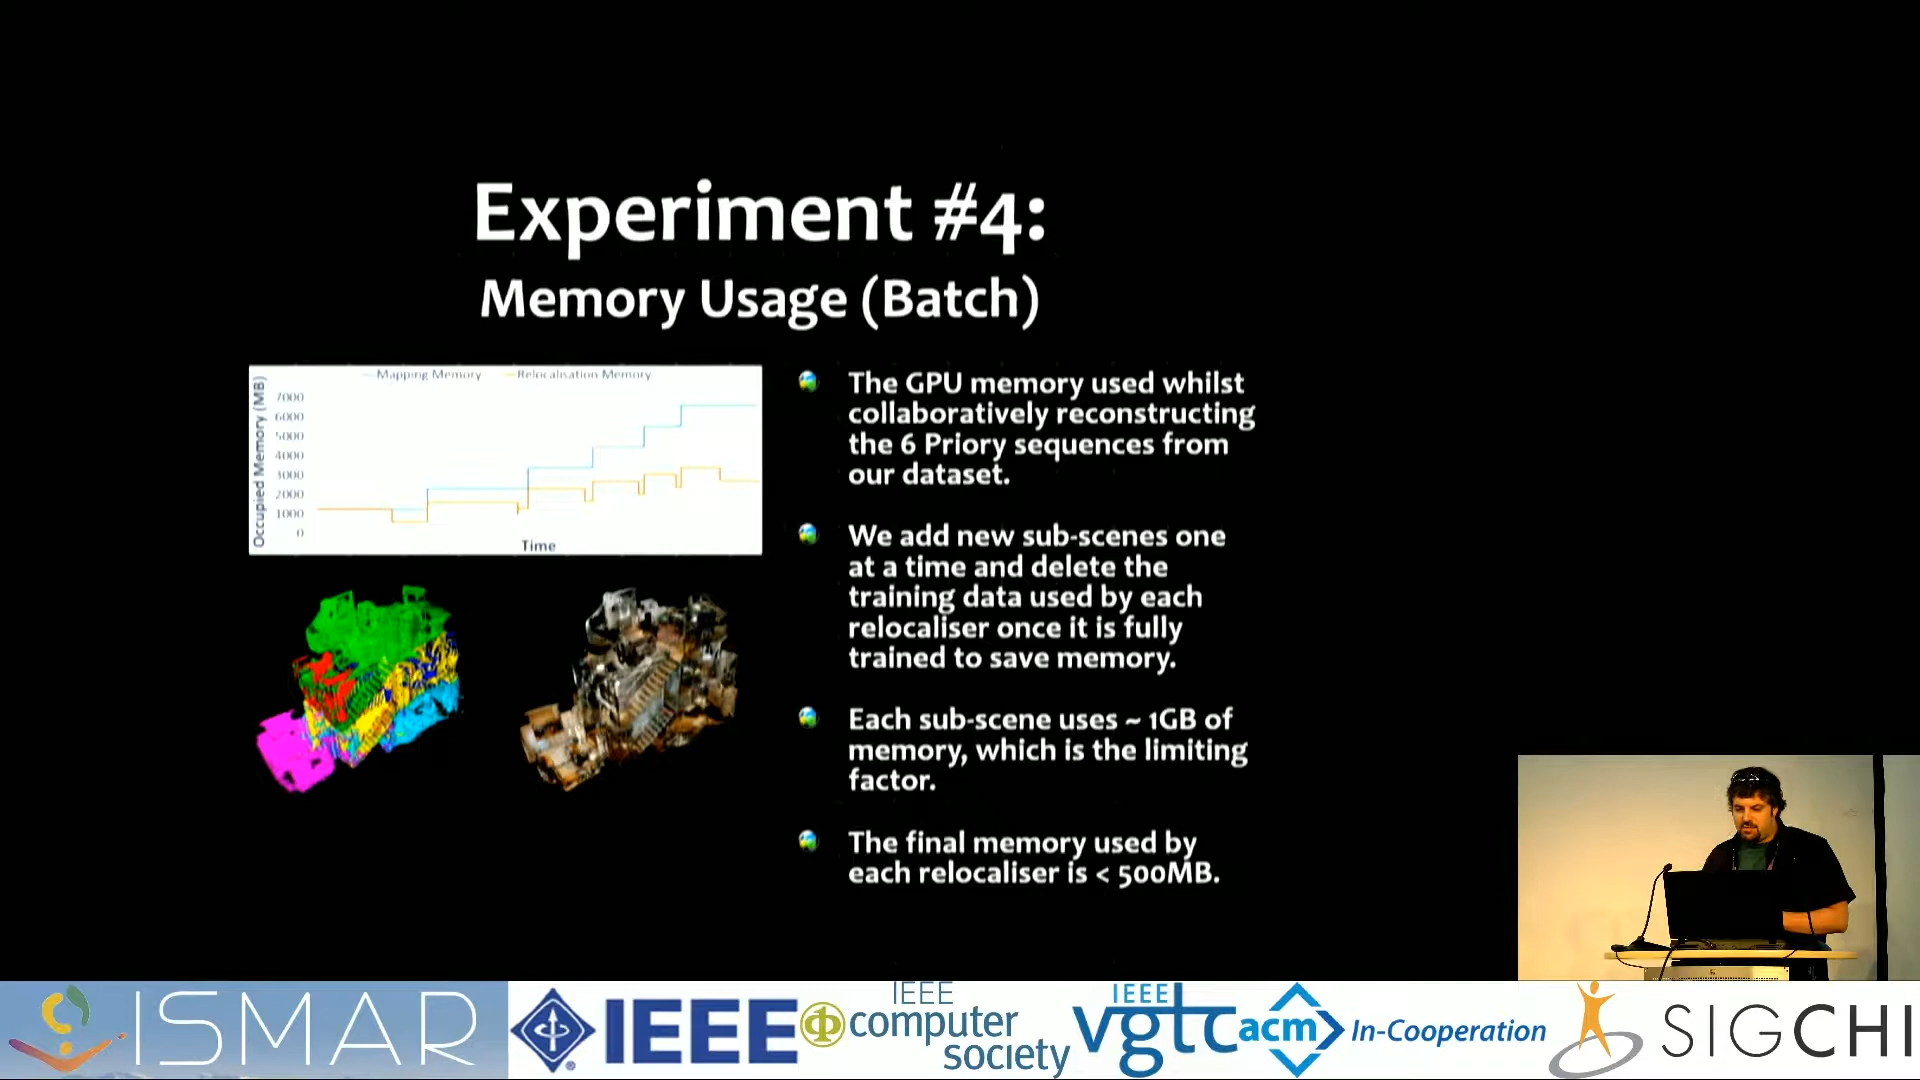 Experiment #4:
Memory Usage (Batch)
Mapping Memory
Relocalisation Memory
Occupied Memory (MB)
7000
6000
5000
4000
3000
2000
1000
0
Time
The GPU memory used whilst
collaboratively reconstructing
the 6 Priory sequences from
our dataset.
We add new sub-scenes one
at a time and delete the
training data used by each
relocaliser once it is fully
trained to save memory.
Each sub-scene uses ~ 1GB of
memory, which is the limiting
factor.
The final memory used by
each relocaliser is < 500MB.
ISMAR
IEEE
IEEE
computer
society
IEEE
vgtc
acm
In-Cooperation
SIGCHI